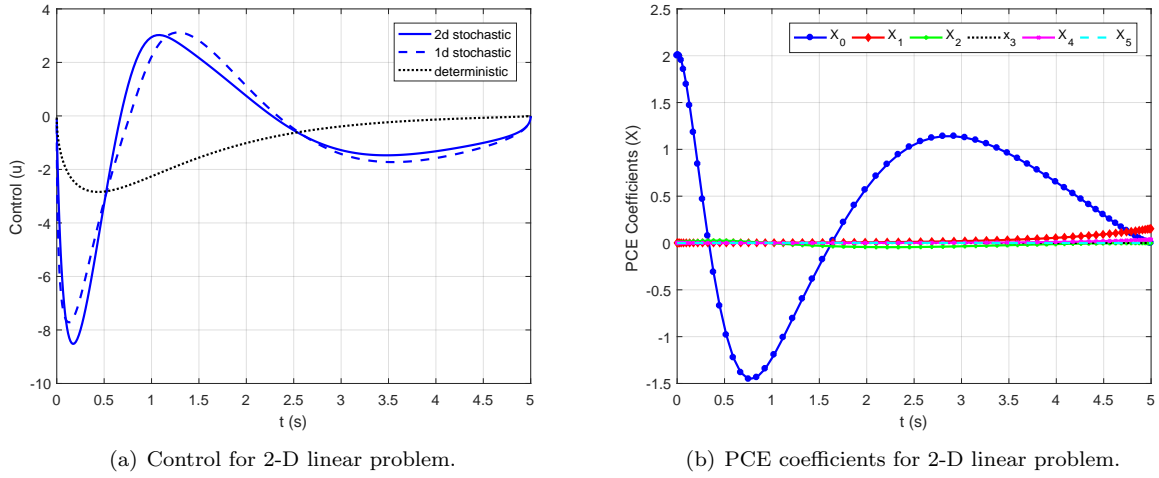 4
2
0
-2
-4
-6
-8
-10
Control (u)
0 0.5 1 1.5 2 2.5 3 3.5 4 4.5 5
t (s)
2d stochastic
1d stochastic
deterministic
(a) Control for 2-D linear problem.
2.5
2
1.5
1
0.5
0
-0.5
-1
-1.5
PCE Coefficients (X)
0 0.5 1 1.5 2 2.5 3 3.5 4 4.5 5
t (s)
X0 X1 X2 x3 X4 X5
(b) PCE coefficients for 2-D linear problem.